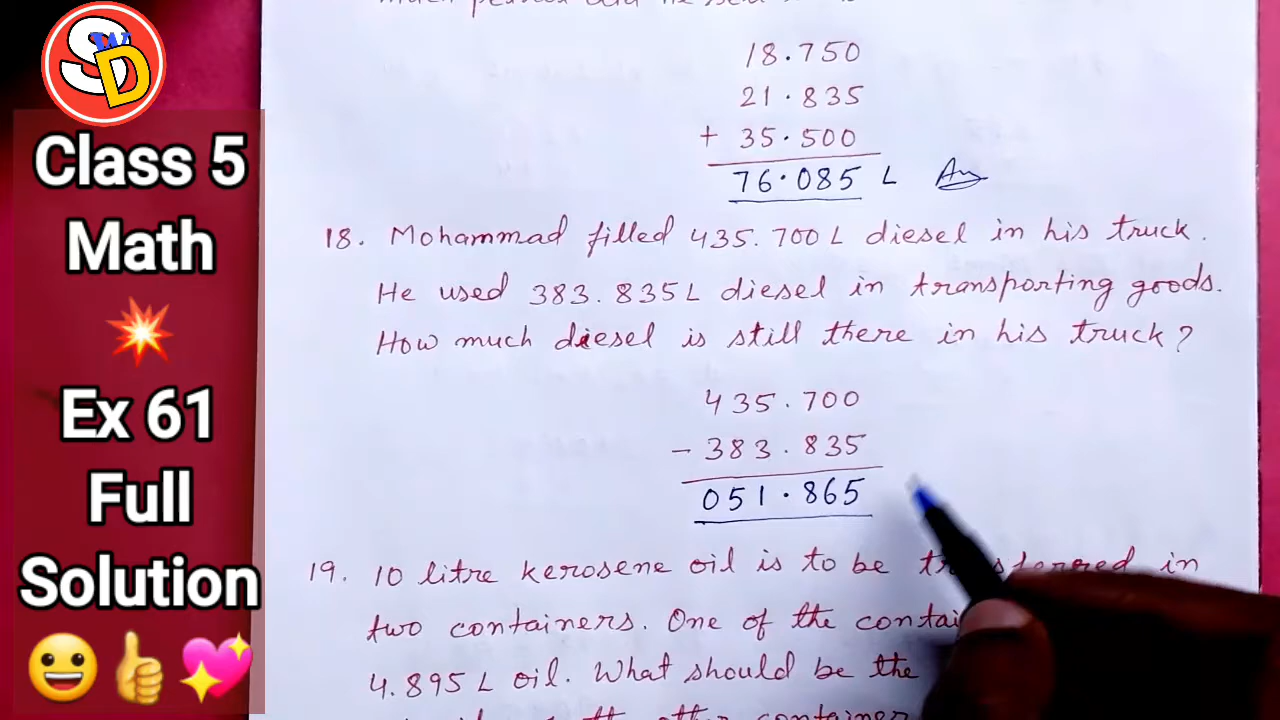 SWD
Class 5
Math
Ex 61
Full
Solution
18.750
21.835
+ 35.500
76.085 L Ans
18. Mohammad filled 435.700 L diesel in his truck.
He used 383.835 L diesel in transporting goods.
How much diesel is still there in his truck?
435.700
- 383.835
051.865
19. 10 litre kerosene oil is to be in
two containers. One of the
4.895 L oil. What should be the